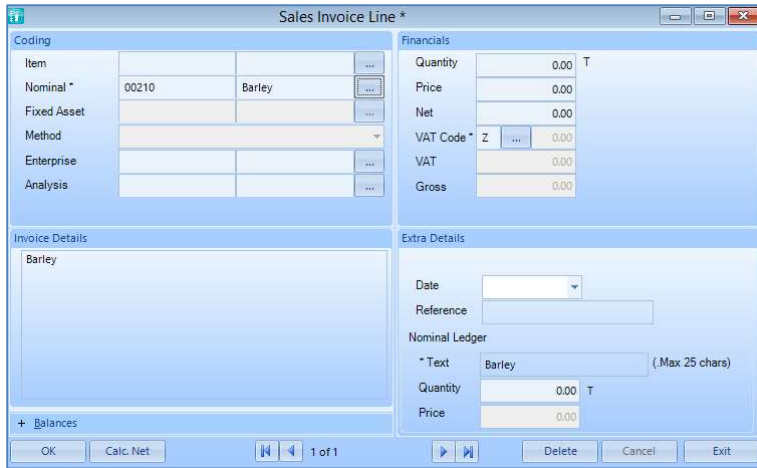 Sales Invoice Line *
Coding
Item ...
Nominal * 00210 Barley ...
Fixed Asset ...
Method
Enterprise ...
Analysis ...
Financials
Quantity 0.00 T
Price 0.00
Net 0.00
VAT Code * Z ... 0.00
VAT 0.00
Gross 0.00
Invoice Details
Barley
+ Balances
Extra Details
Date
Reference
Nominal Ledger
* Text Barley (.Max 25 chars)
Quantity 0.00 T
Price 0.00
OK Calc. Net 1 of 1 Delete Cancel Exit